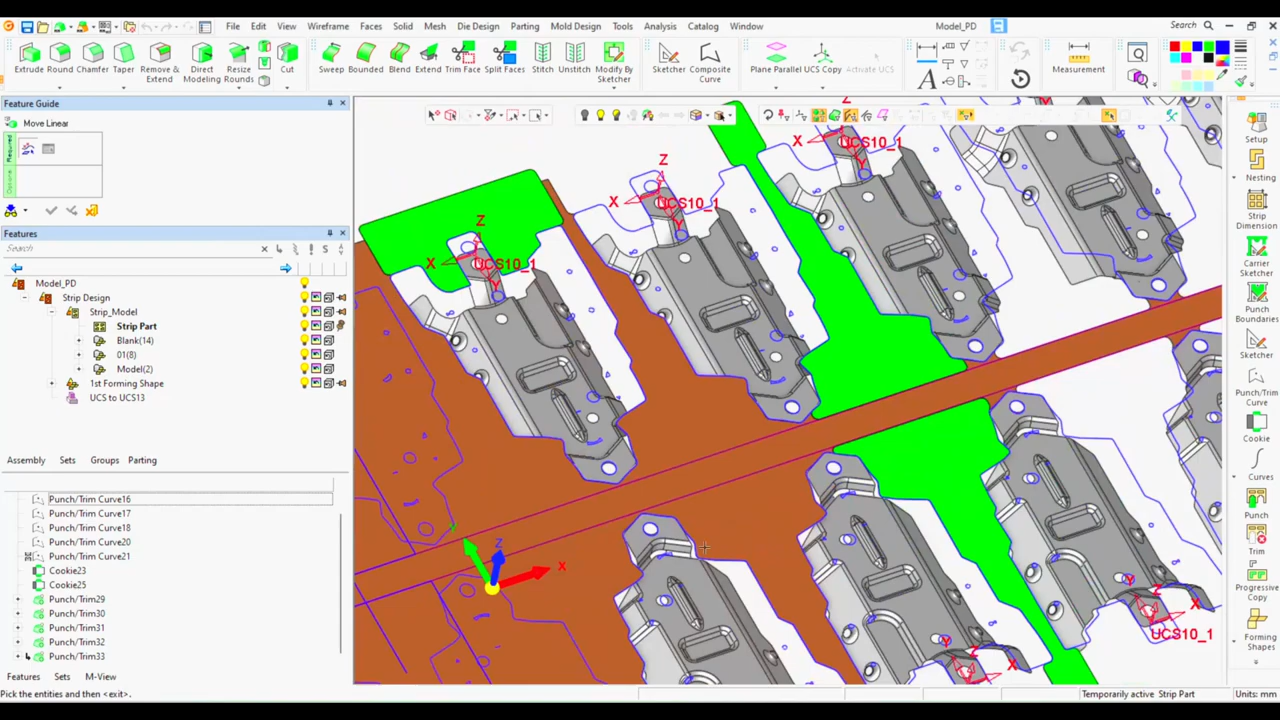 File Edit View Wireframe Faces Solid Mesh Die Design Parting Mold Design Tools Analysis Catalog Window Model_PD Search
Extrude Round Chamfer Taper Remove & Extend Direct Modeling Resize Rounds Cut Sweep Bounded Blend Extend Trim Face Split Faces Stitch Unstitch Modify By Sketcher Sketcher Composite Curve Plane Parallel UCS Copy Activate UCS Measurement
Feature Guide
Move Linear
Required
Features
Search
Model_PD
Strip Design
Strip_Model
Strip Part
Blank(14)
01(8)
Model(2)
1st Forming Shape
UCS to UCS13
Assembly Sets Groups Parting
Punch/Trim Curve16
Punch/Trim Curve17
Punch/Trim Curve18
Punch/Trim Curve20
Punch/Trim Curve21
Cookie23
Cookie25
Punch/Trim29
Punch/Trim30
Punch/Trim31
Punch/Trim32
Punch/Trim33
Features Sets M-View
Pick the entities and then <exit>.
Temporarily active Strip Part Units: mm
Z
X UCS10_1
Y
Z
X UCS10_1
Y
Z
X UCS10_1
Y
Z
X
Y
Z
X
Y
X
UCS10_1
Setup
Nesting
Strip Dimension
Carrier Sketcher
Punch Boundaries
Sketcher
Punch/Trim Curve
Cookie
Curves
Punch
Trim
Progressive Copy
Forming Shapes